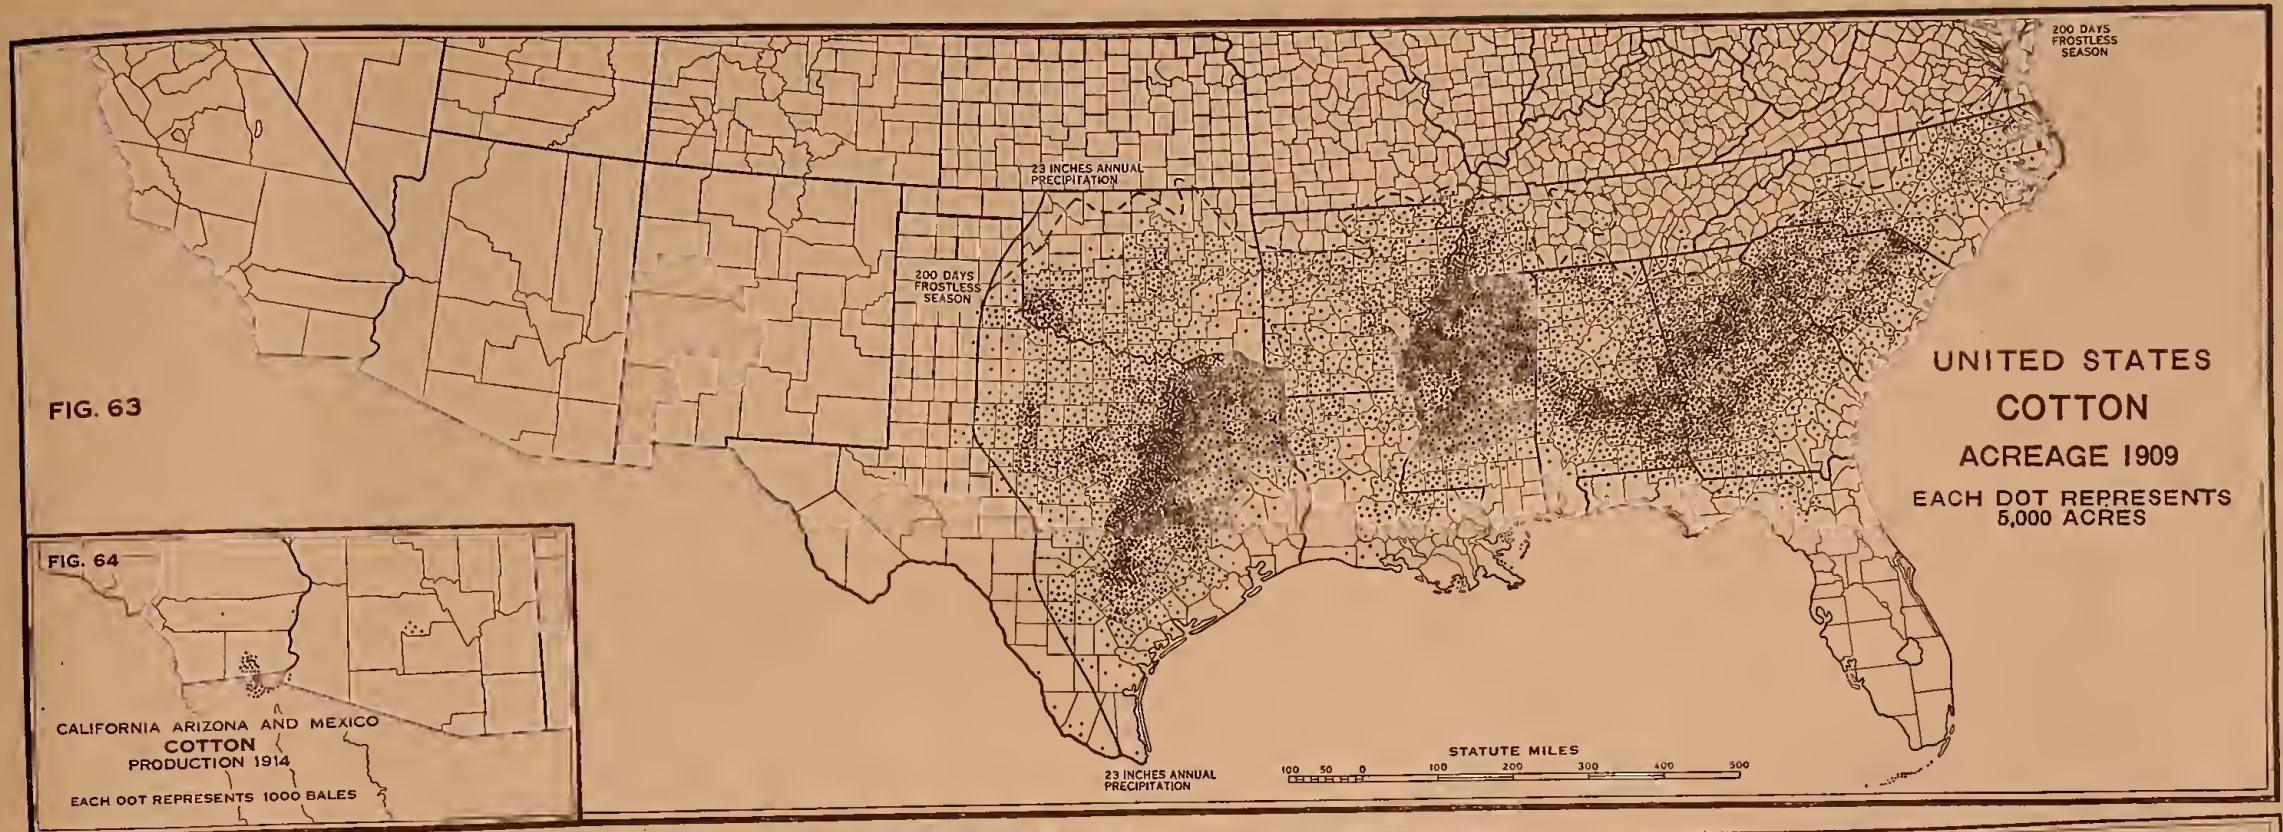 200 DAYS
FROSTLESS
SEASON
23 INCHES ANNUAL
PRECIPITATION
200 DAYS
FROSTLESS
SEASON
FIG. 63
UNITED STATES
COTTON
ACREAGE 1909
EACH DOT REPRESENTS
5,000 ACRES
FIG. 64
CALIFORNIA ARIZONA AND MEXICO
COTTON
PRODUCTION 1914
EACH DOT REPRESENTS 1000 BALES
23 INCHES ANNUAL
PRECIPITATION
STATUTE MILES
100 50 0 100 200 300 400 500